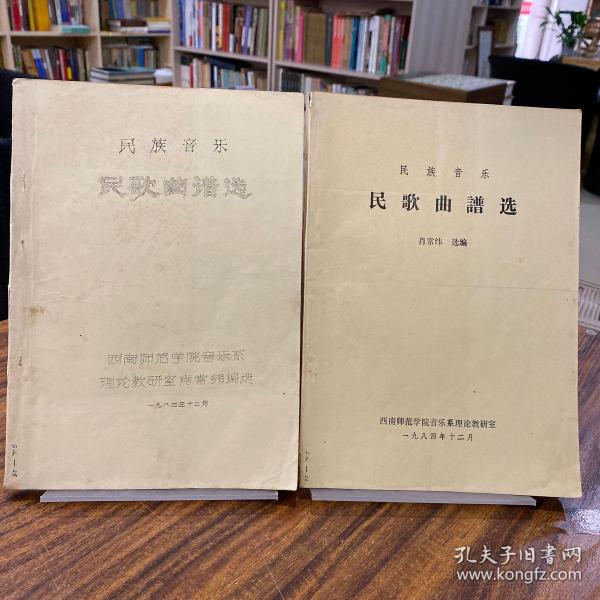 民族音乐
民歌曲谱选
西南师范学院音乐系
理论教研室肖常纬编选
一九八四年十二月
民族音乐
民歌曲譜选
肖常纬 选编
西南师范学院音乐系理论教研室
一九八四年十二月
孔夫子旧书网
www.kongfz.com